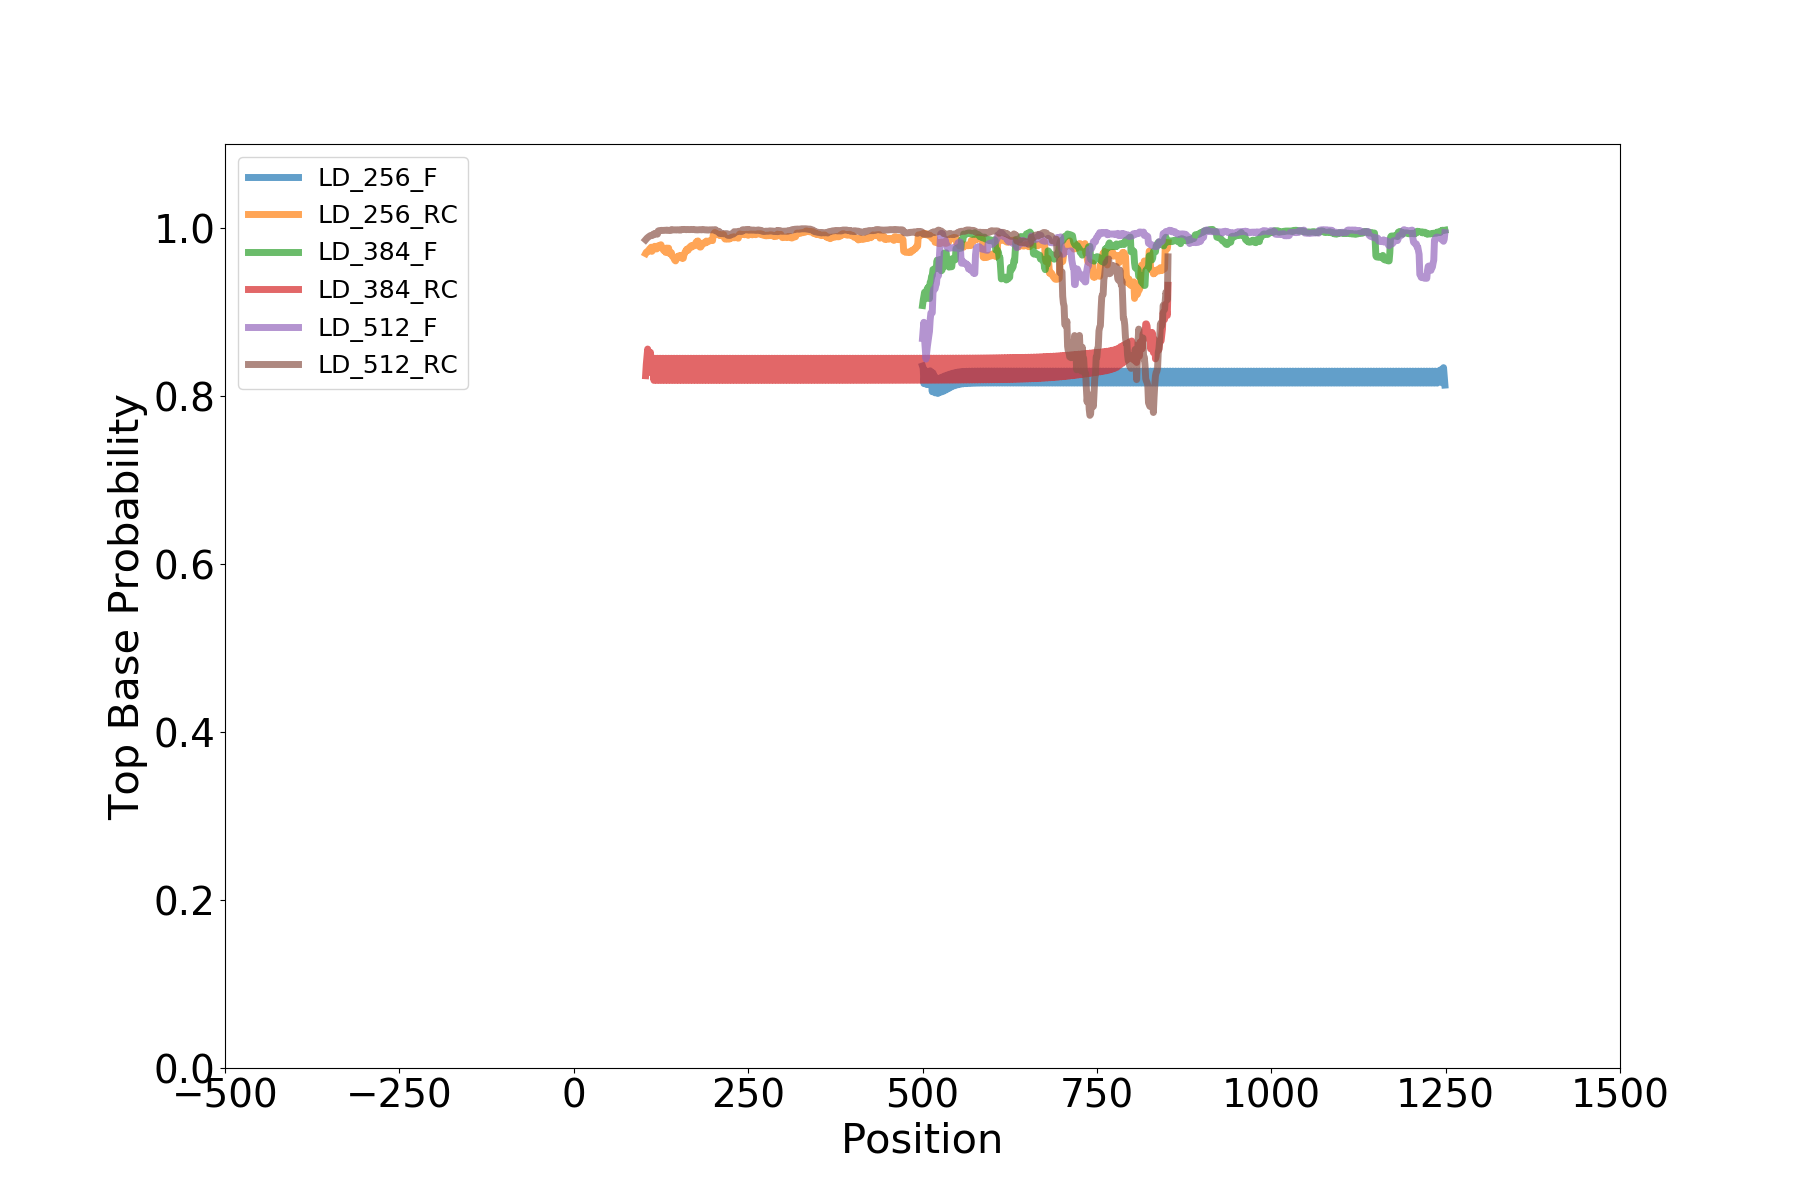 LD_256_F
LD_256_RC
LD_384_F
LD_384_RC
LD_512_F
LD_512_RC
1.0
0.8
0.6
0.4
0.2
0.0
Top Base Probability
−500
−250
0
250
500
750
1000
1250
1500
Position